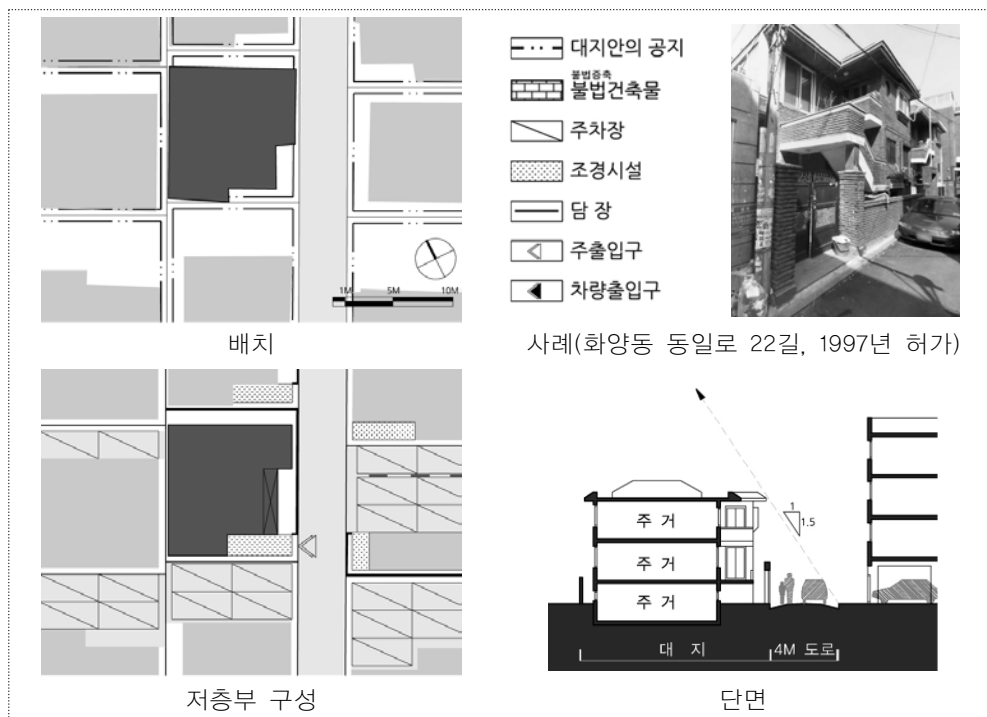 대지안의 공지
불법증축
불법건축물
주차장
조경시설
담 장
주출입구
차량출입구
1M 5M 10M
배치
사례(화양동 동일로 22길, 1997년 허가)
1
1.5
주 거
주 거
주 거
대 지
4M 도로
저층부 구성
단면